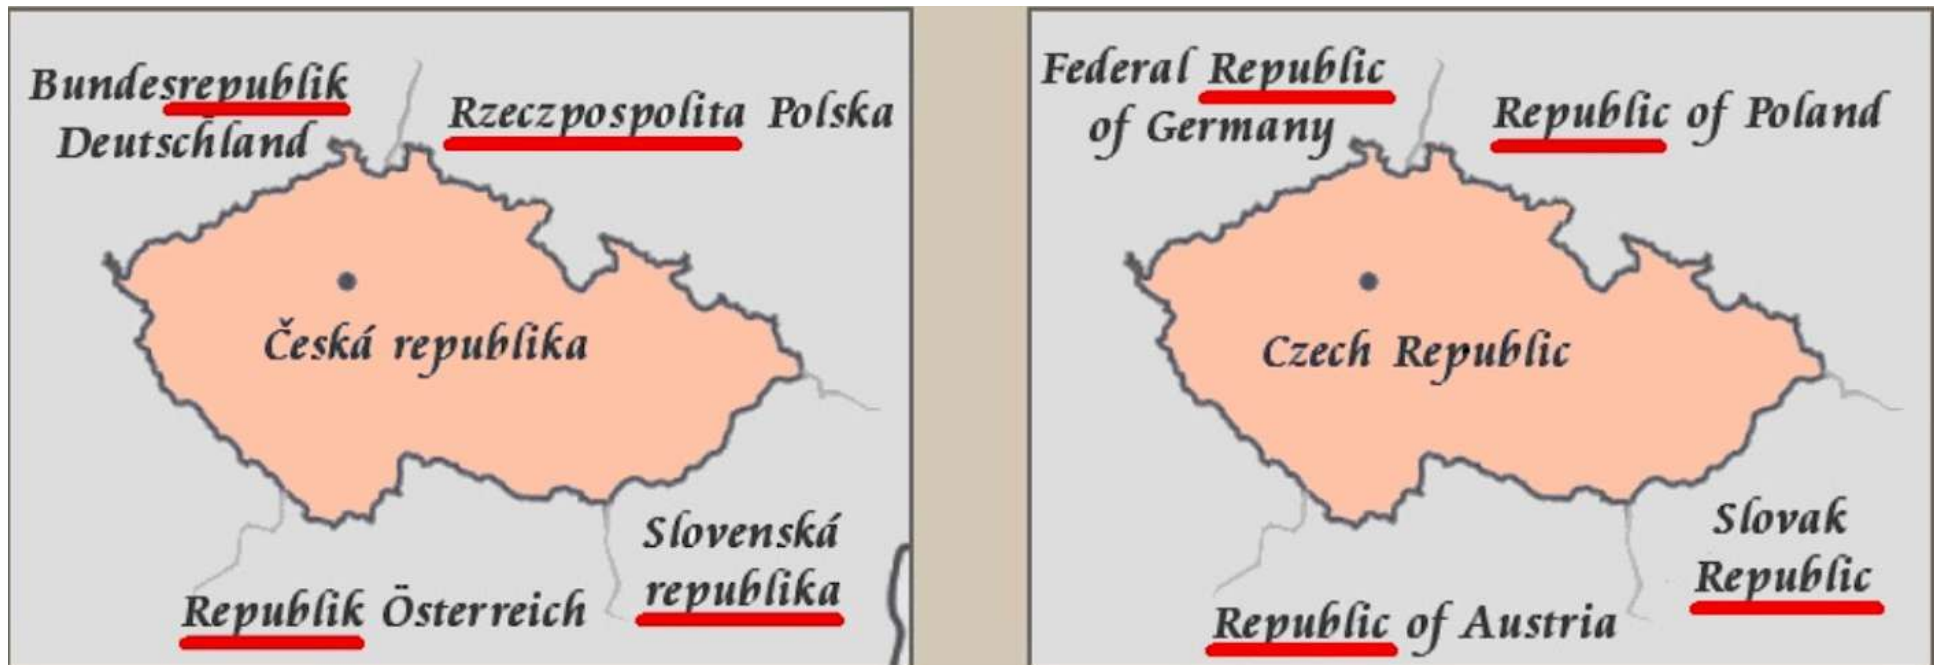 Bundesrepublik
Deutschland
Rzeczpospolita Polska
Česká republika
Slovenská
republika
Republik Österreich
Federal Republic
of Germany
Republic of Poland
Czech Republic
Slovak
Republic
Republic of Austria